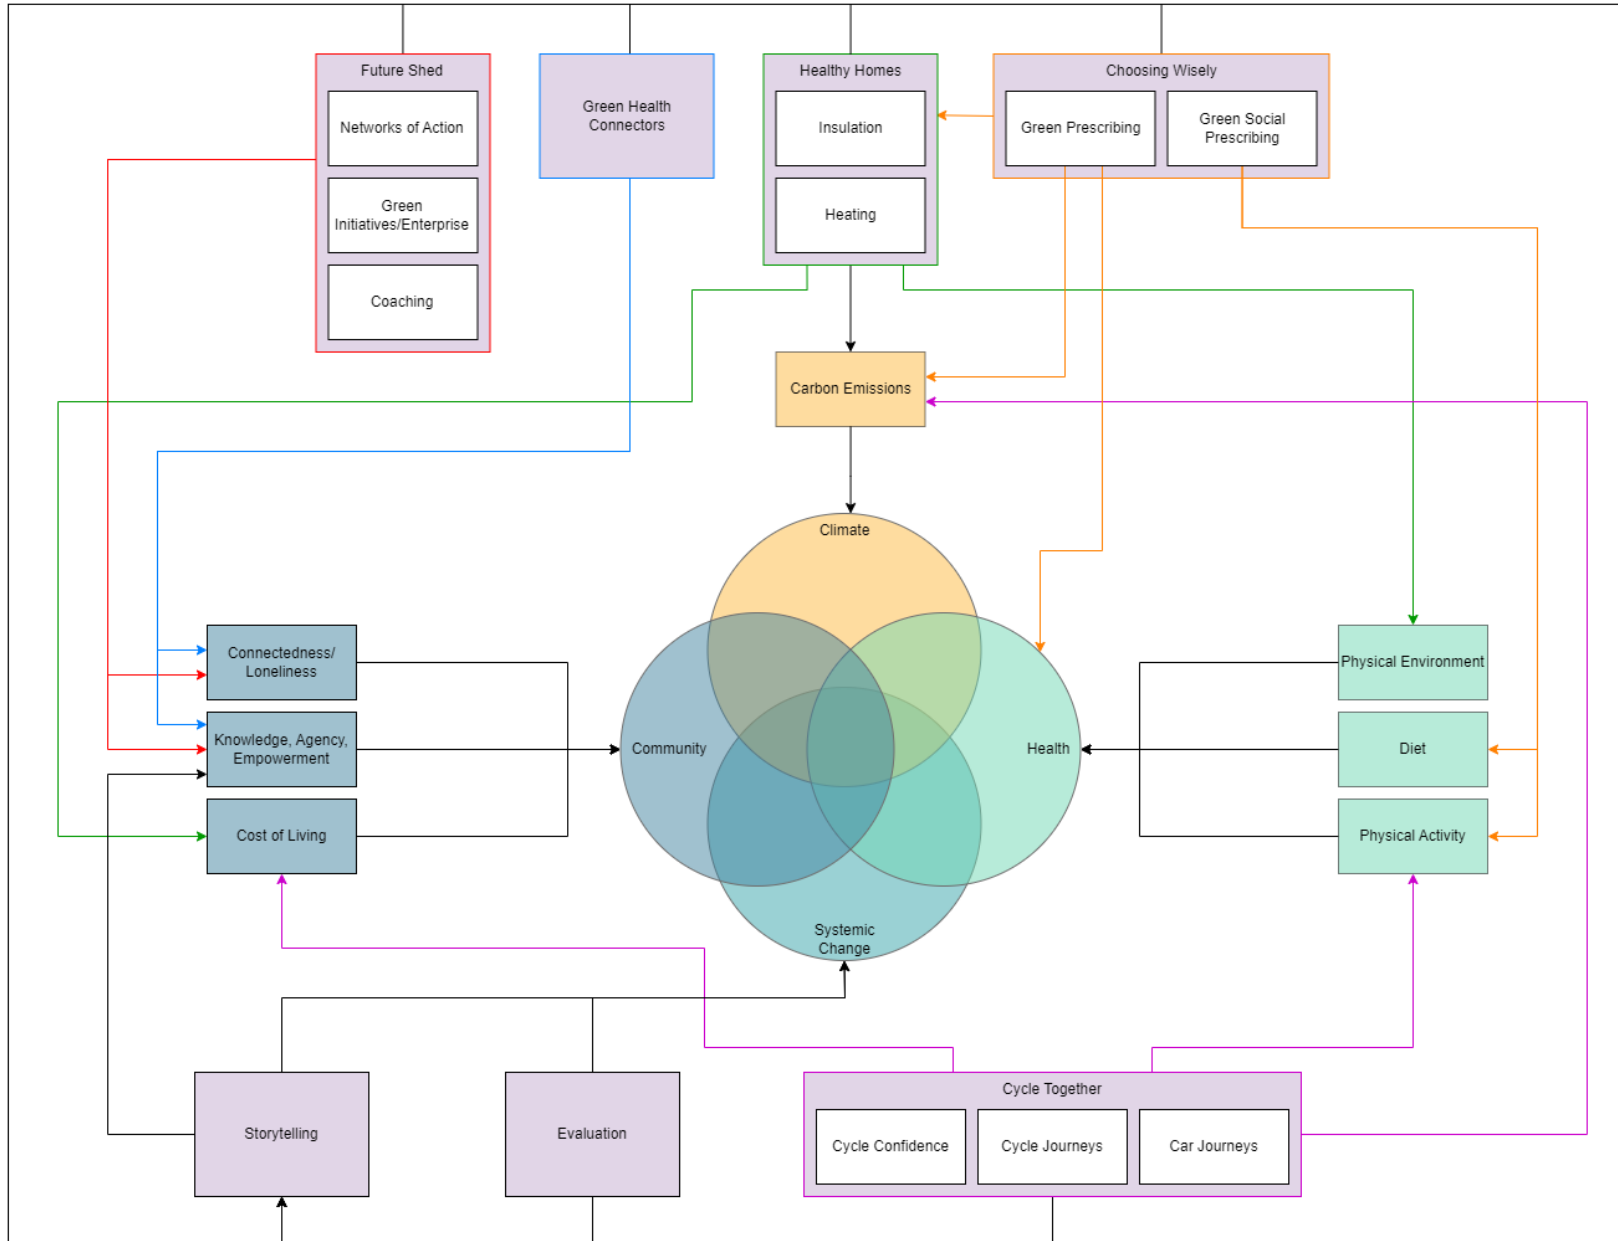 Future Shed
Networks of Action
Green
Initiatives/Enterprise
Coaching
Green Health
Connectors
Healthy Homes
Insulation
Heating
Choosing Wisely
Green Prescribing
Green Social
Prescribing
Carbon Emissions
Climate
Community
Health
Systemic
Change
Connectedness/
Loneliness
Knowledge, Agency,
Empowerment
Cost of Living
Physical Environment
Diet
Physical Activity
Storytelling
Evaluation
Cycle Together
Cycle Confidence
Cycle Journeys
Car Journeys